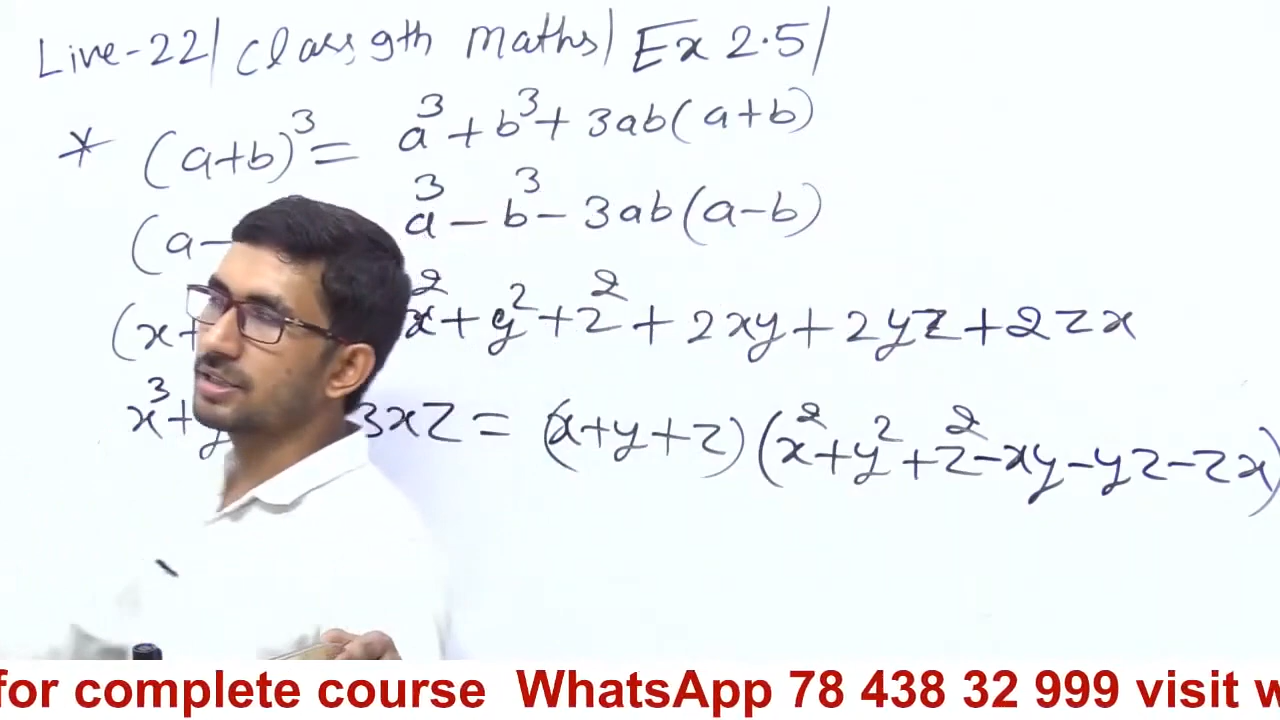 Live-22| Class 9th maths| Ex 2.5|
* (a+b)³ = a³ + b³ + 3ab(a+b)
(a- a³ - b³ - 3ab(a-b)
(x+ x² + y² + z² + 2xy + 2yz + 2zx
x³+y 3xz = (x+y+z)(x²+y²+z²-xy-yz-zx)
for complete course WhatsApp 78 438 32 999 visit w